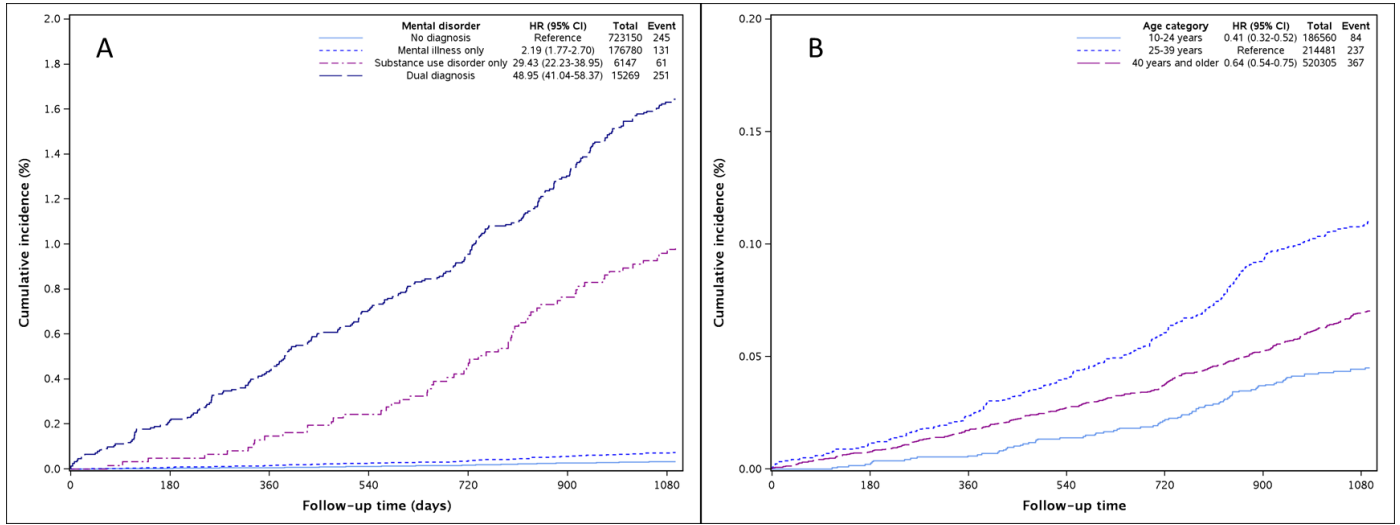 A
Mental disorder HR (95% CI) Total Event
No diagnosis Reference 723150 245
Mental illness only 2.19 (1.77-2.70) 176780 131
Substance use disorder only 29.43 (22.23-38.95) 6147 61
Dual diagnosis 48.95 (41.04-58.37) 15269 251
Cumulative incidence (%)
2.0
1.8
1.6
1.4
1.2
1.0
0.8
0.6
0.4
0.2
0.0
0 180 360 540 720 900 1080
Follow-up time (days)
B
Age category HR (95% CI) Total Event
10-24 years 0.41 (0.32-0.52) 186560 84
25-39 years Reference 214481 237
40 years and older 0.64 (0.54-0.75) 520305 367
Cumulative incidence (%)
0.20
0.15
0.10
0.05
0.00
0 180 360 540 720 900 1080
Follow-up time